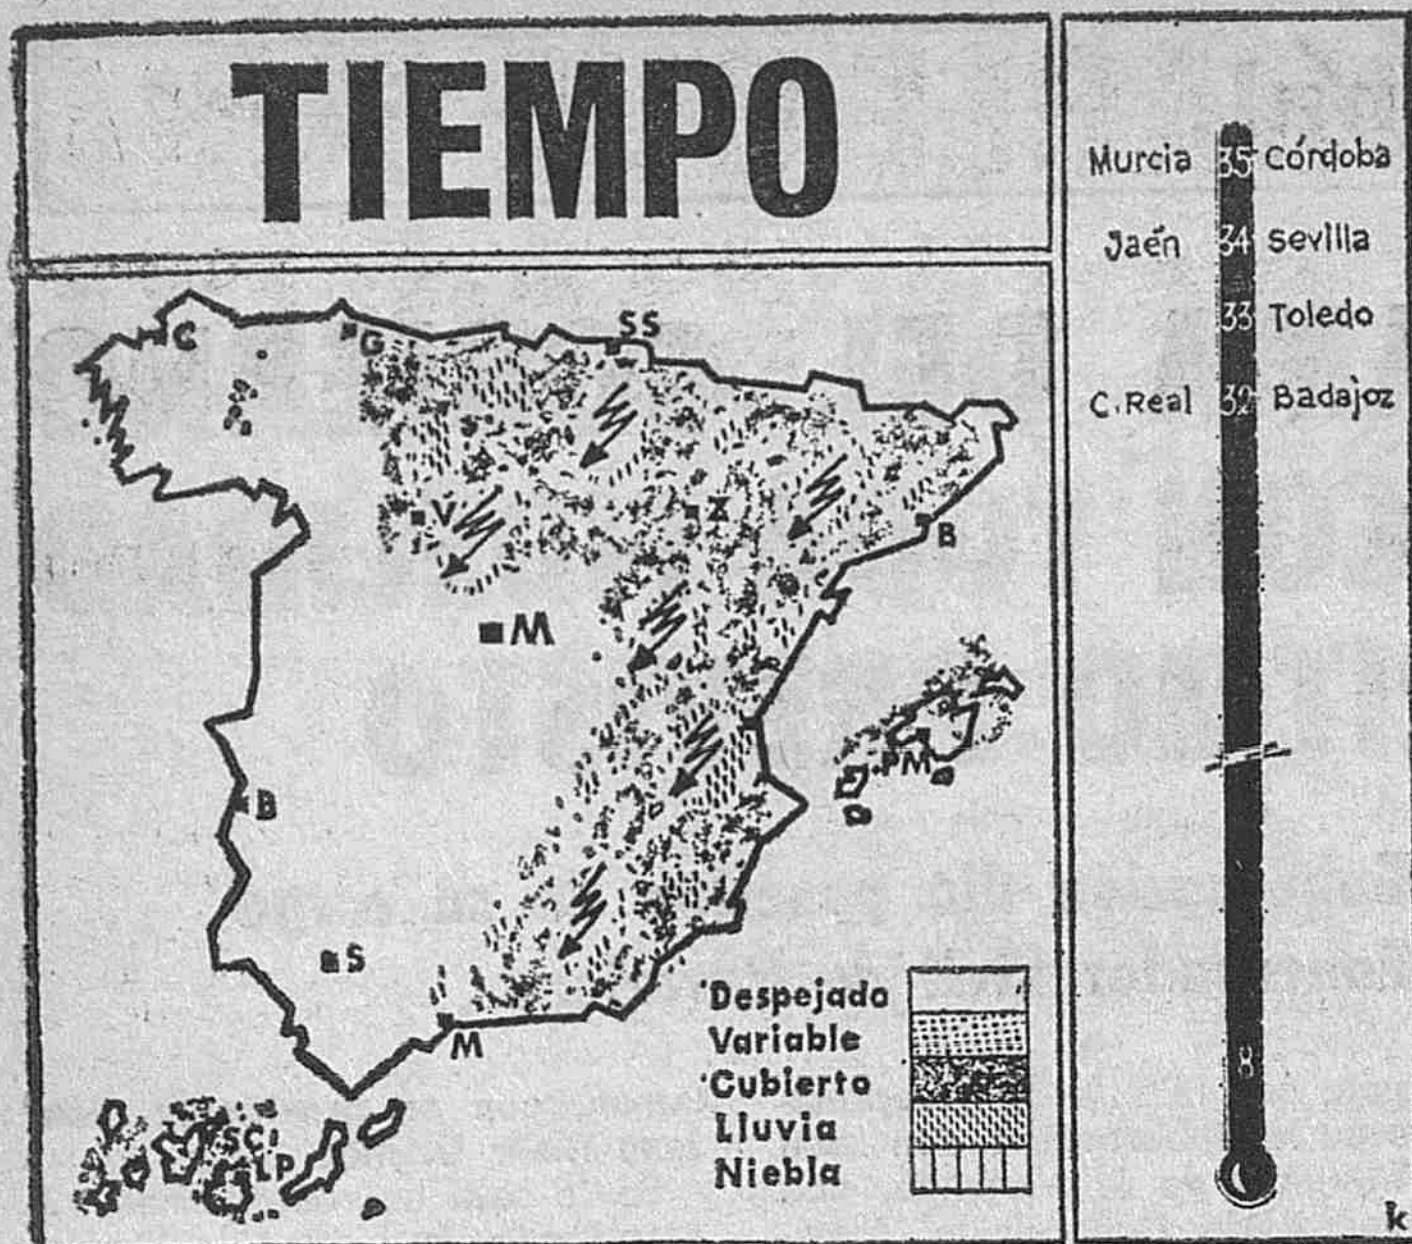 TIEMPO
Murcia 35 Córdoba
Jaén 34 Sevilla
33 Toledo
C. Real 32 Badajoz
8
k
C
G
SS
V
Z
B
M
PM
B
S
M
SC
LP
Despejado
Variable
Cubierto
Lluvia
Niebla